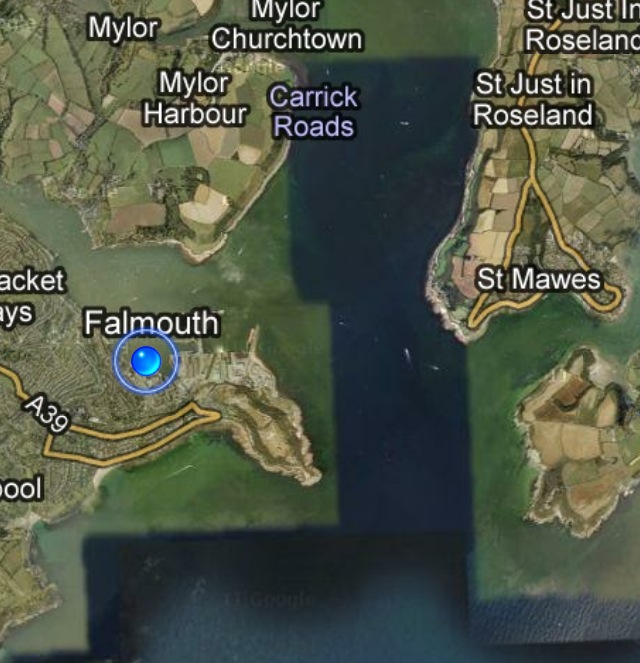 Mylor
Mylor
Churchtown
St Just In
Roseland
Mylor
Harbour
Carrick
Roads
St Just in
Roseland
acket
ays
St Mawes
Falmouth
A39
ool
Google